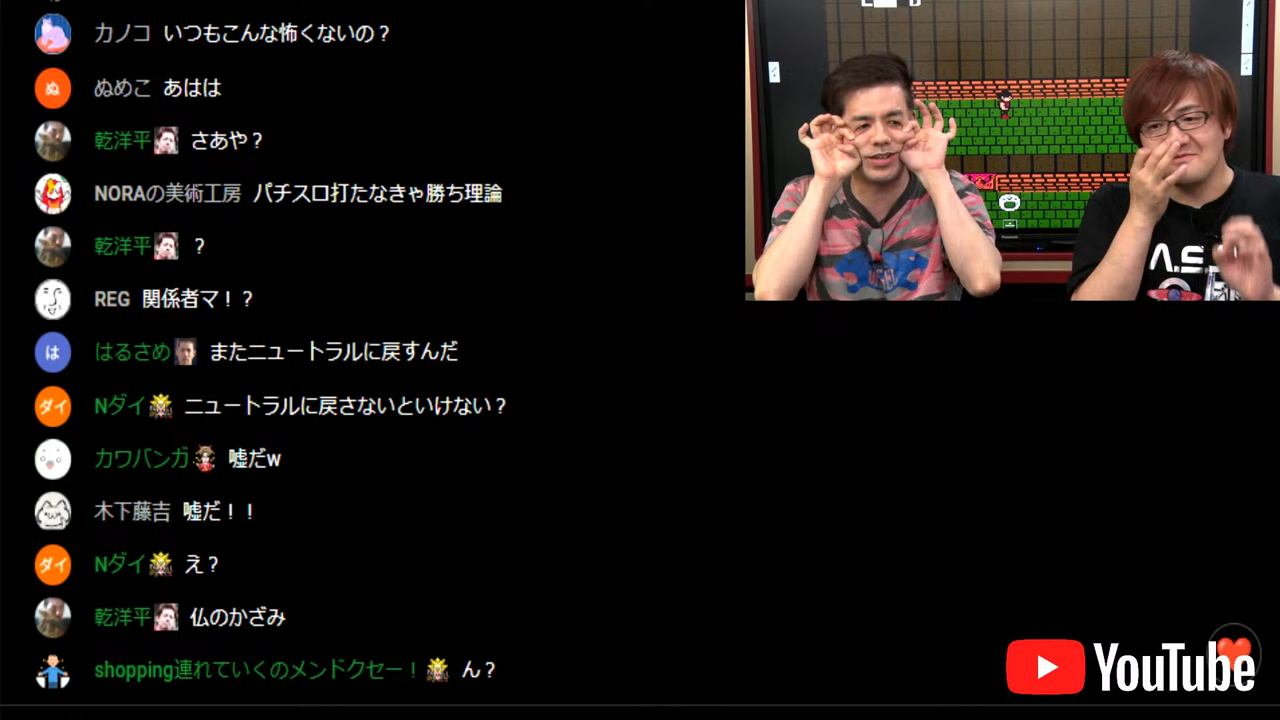 カノコ いつもこんな怖くないの？
ぬ ぬめこ あはは
乾洋平 さあや？
NORAの美術工房 パチスロ打たなきゃ勝ち理論
乾洋平 ？
REG 関係者マ！？
は はるさめ またニュートラルに戻すんだ
ダイ Nダイ ニュートラルに戻さないといけない？
カワバンガ 嘘だw
木下藤吉 嘘だ！！
ダイ Nダイ え？
乾洋平 仏のかざみ
shopping連れていくのメンドクセー！ ん？
A.S
YouTube